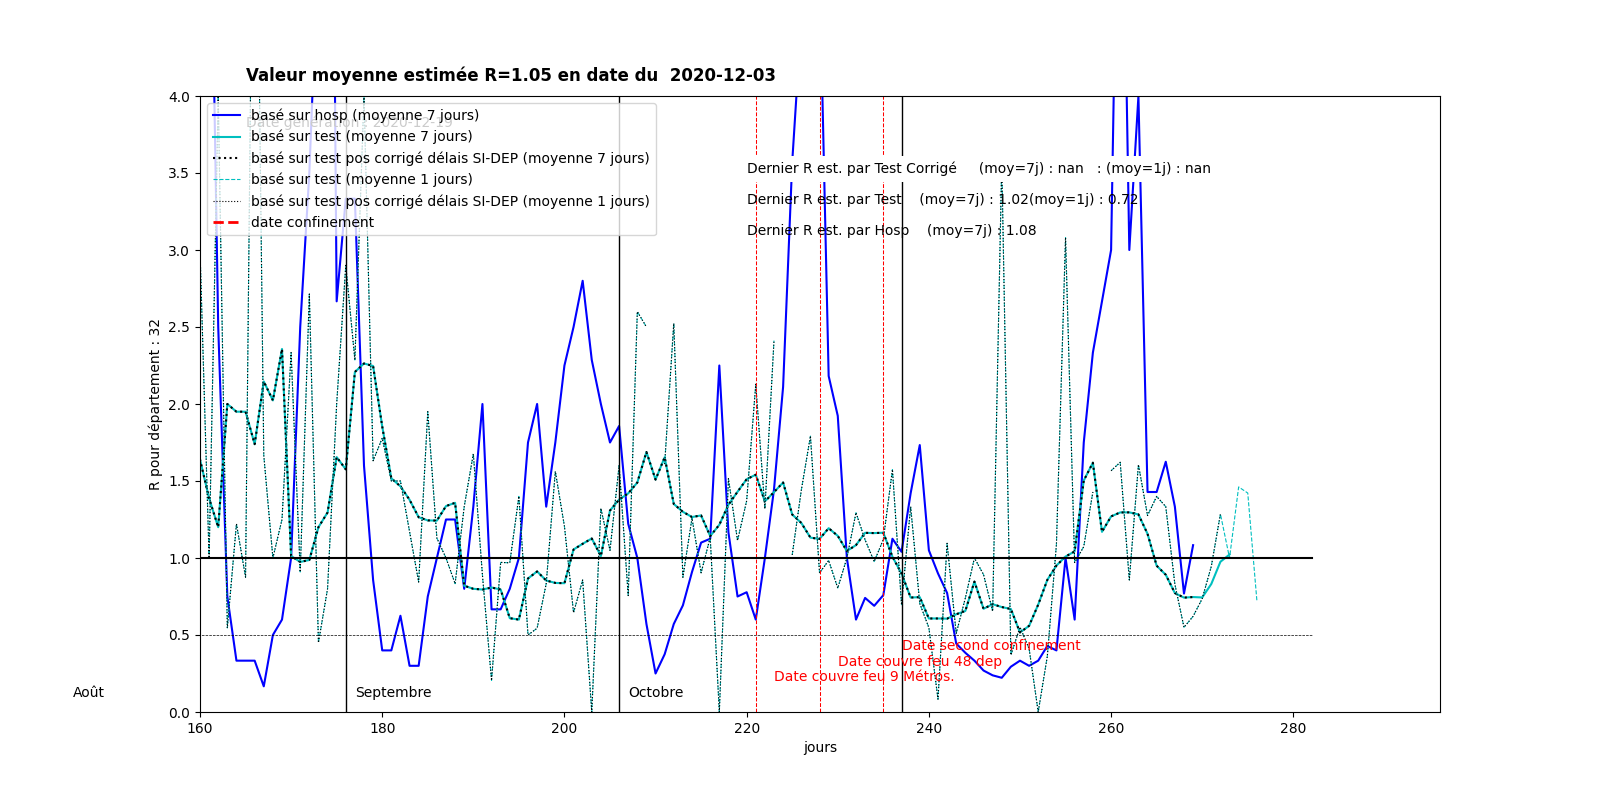 Valeur moyenne estimée R=1.05 en date du 2020-12-03
4.0
3.5
3.0
2.5
2.0
1.5
1.0
0.5
0.0
R pour département : 32
basé sur hosp (moyenne 7 jours)
basé sur test (moyenne 7 jours)
basé sur test pos corrigé délais SI-DEP (moyenne 7 jours)
basé sur test (moyenne 1 jours)
basé sur test pos corrigé délais SI-DEP (moyenne 1 jours)
date confinement
Dernier R est. par Test Corrigé (moy=7j) : nan : (moy=1j) : nan
Dernier R est. par Test (moy=7j) : 1.02(moy=1j) : 0.72
Dernier R est. par Hosp (moy=7j) : 1.08
Date second confinement
Date couvre feu 48 dep
Date couvre feu 9 Métros.
Août
Septembre
Octobre
160 180 200 220 240 260 280
jours